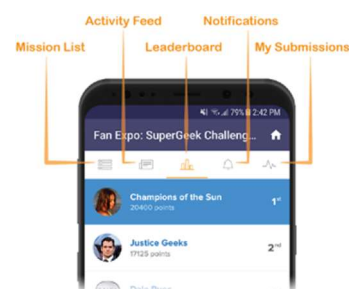 Activity Feed
Notifications
Mission List
Leaderboard
My Submissions
79% 2:42 PM
Fan Expo: SuperGeek Challeng...
Champions of the Sun
20400 points
1st
Justice Geeks
17125 points
2nd